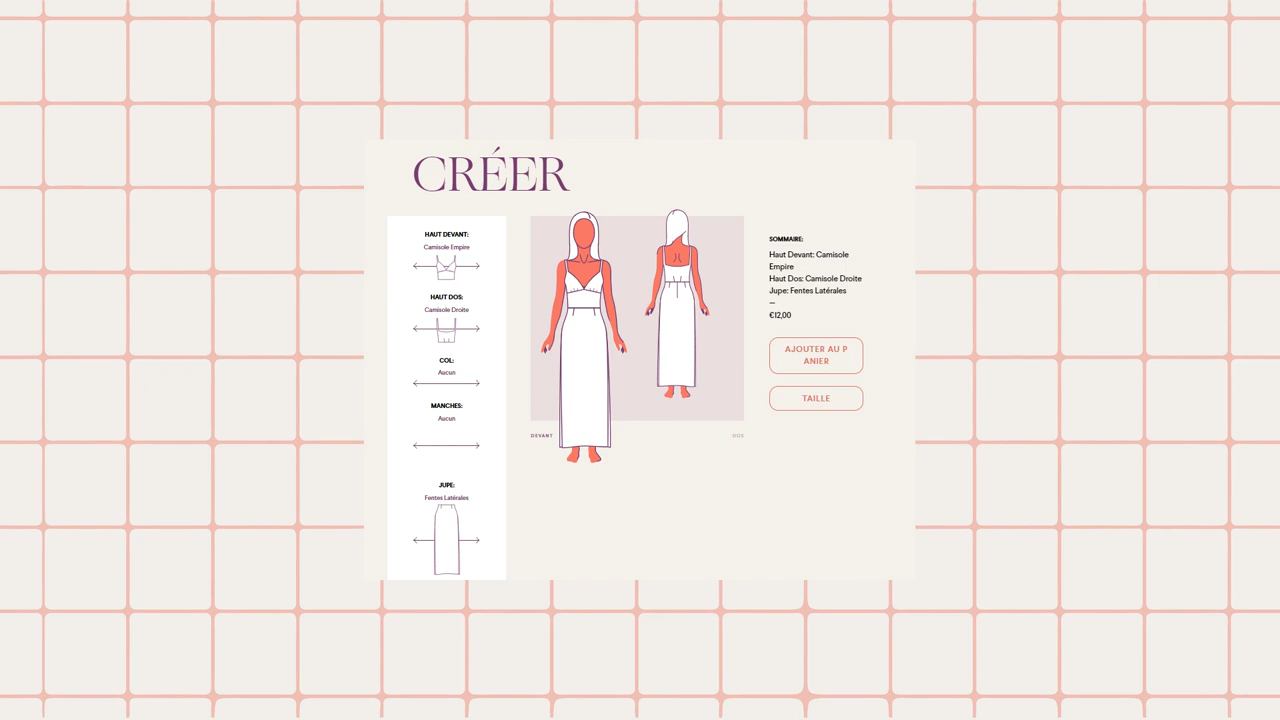 CRÉER
HAUT DEVANT:
Camisole Empire
HAUT DOS:
Camisole Droite
COL:
Aucun
MANCHES:
Aucun
JUPE:
Fentes Latérales
DEVANT
DOS
SOMMAIRE:
Haut Devant: Camisole
Empire
Haut Dos: Camisole Droite
Jupe: Fentes Latérales
—
€12,00
AJOUTER AU P
ANIER
TAILLE